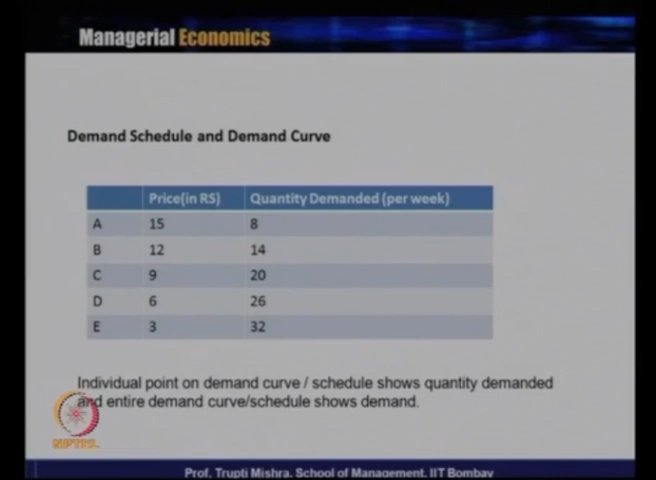 Managerial Economics
Demand Schedule and Demand Curve
Price(in RS) Quantity Demanded (per week)
A 15 8
B 12 14
C 9 20
D 6 26
E 3 32
Individual point on demand curve / schedule shows quantity demanded
and entire demand curve/schedule shows demand.
NPTEL
Prof. Trupti Mishra, School of Management, IIT Bombay